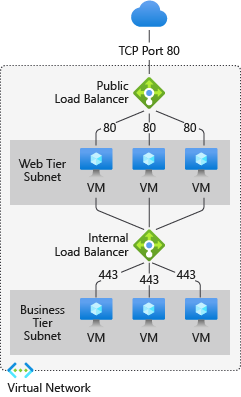 TCP Port 80
Public
Load Balancer
80 80 80
Web Tier
Subnet
VM VM VM
Internal
Load Balancer
443 443 443
Business
Tier
Subnet
VM VM VM
Virtual Network